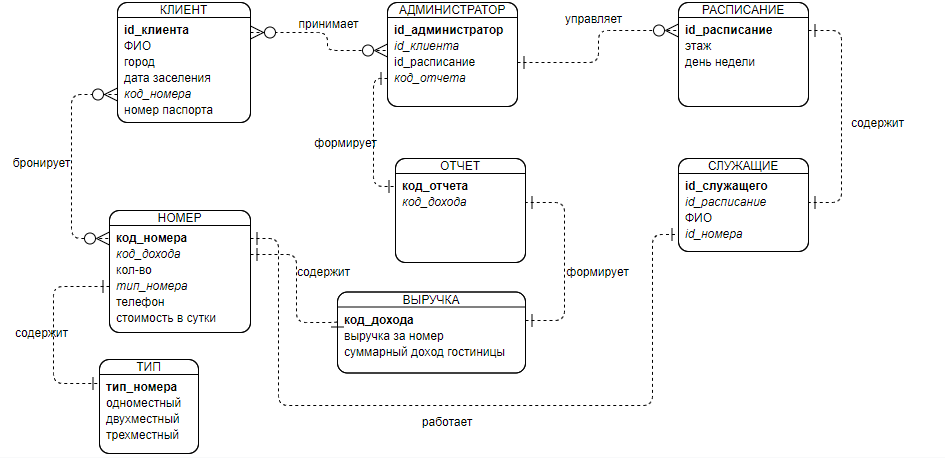 КЛИЕНТ
id_клиента
ФИО
город
дата заселения
код_номера
номер паспорта
принимает
АДМИНИСТРАТОР
id_администратор
id_клиента
id_расписание
код_отчета
управляет
РАСПИСАНИЕ
id_расписание
этаж
день недели
содержит
бронирует
формирует
ОТЧЕТ
код_отчета
код_дохода
СЛУЖАЩИЕ
id_служащего
id_расписание
ФИО
id_номера
НОМЕР
код_номера
код_дохода
кол-во
тип_номера
телефон
стоимость в сутки
содержит
формирует
ВЫРУЧКА
код_дохода
выручка за номер
суммарный доход гостиницы
содержит
ТИП
тип_номера
одноместный
двухместный
трехместный
работает